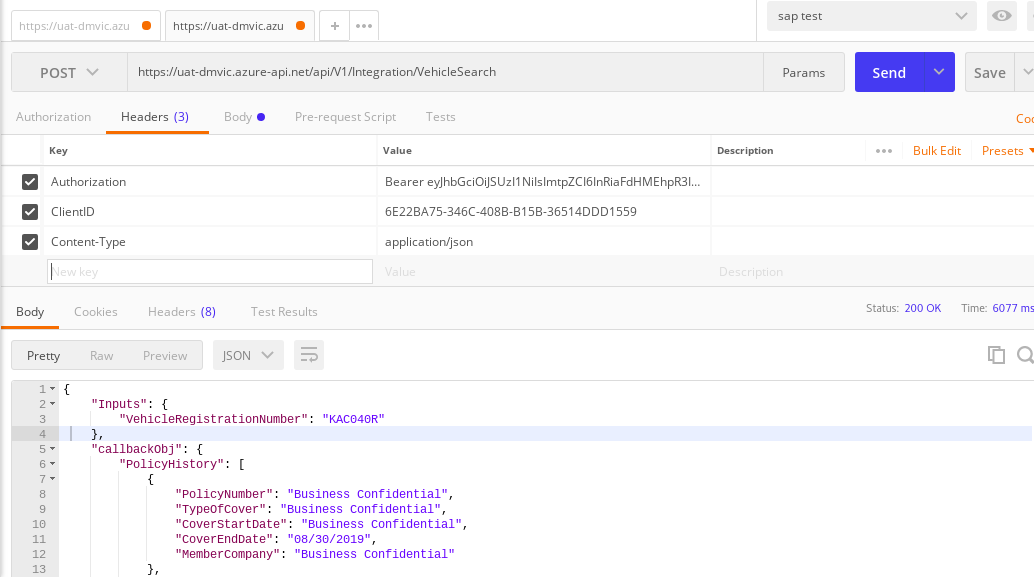 https://uat-dmvic.azu https://uat-dmvic.azu + ••• sap test
POST https://uat-dmvic.azure-api.net/api/V1/Integration/VehicleSearch Params Send Save
Authorization Headers (3) Body Pre-request Script Tests
Key Value Description ••• Bulk Edit Presets
Authorization Bearer
ClientID 6E22BA75-346C-408B-B15B-36514DDD1559
Content-Type application/json
New key Value Description
Body Cookies Headers (8) Test Results Status: 200 OK Time: 6077 ms
Pretty Raw Preview JSON
1 {
2 "Inputs": {
3 "VehicleRegistrationNumber": "KAC040R"
4 },
5 "callbackObj": {
6 "PolicyHistory": [
7 {
8 "PolicyNumber": "Business Confidential",
9 "TypeOfCover": "Business Confidential",
10 "CoverStartDate": "Business Confidential",
11 "CoverEndDate": "08/30/2019",
12 "MemberCompany": "Business Confidential"
13 },